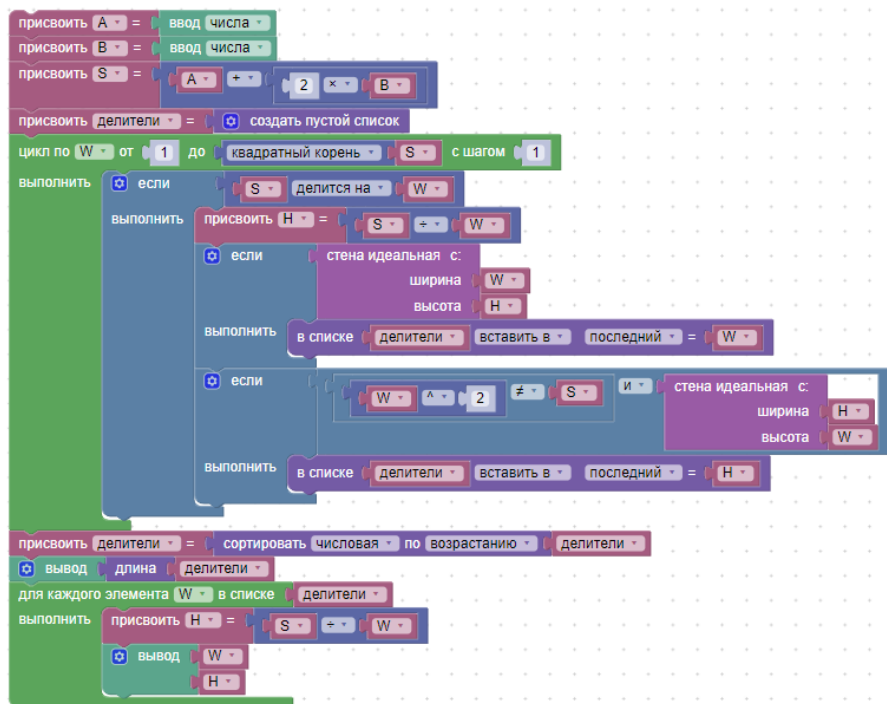 присвоить A = ввод числа
присвоить B = ввод числа
присвоить S = A + 2 × B
присвоить делители = создать пустой список
цикл по W от 1 до квадратный корень S с шагом 1
выполнить если S делится на W
выполнить присвоить H = S ÷ W
если стена идеальная с:
ширина W
высота H
выполнить в списке делители вставить в последний = W
если W ^ 2 ≠ S и стена идеальная с:
ширина H
высота W
выполнить в списке делители вставить в последний = H
присвоить делители = сортировать числовая по возрастанию делители
вывод длина делители
для каждого элемента W в списке делители
выполнить присвоить H = S ÷ W
вывод W
H